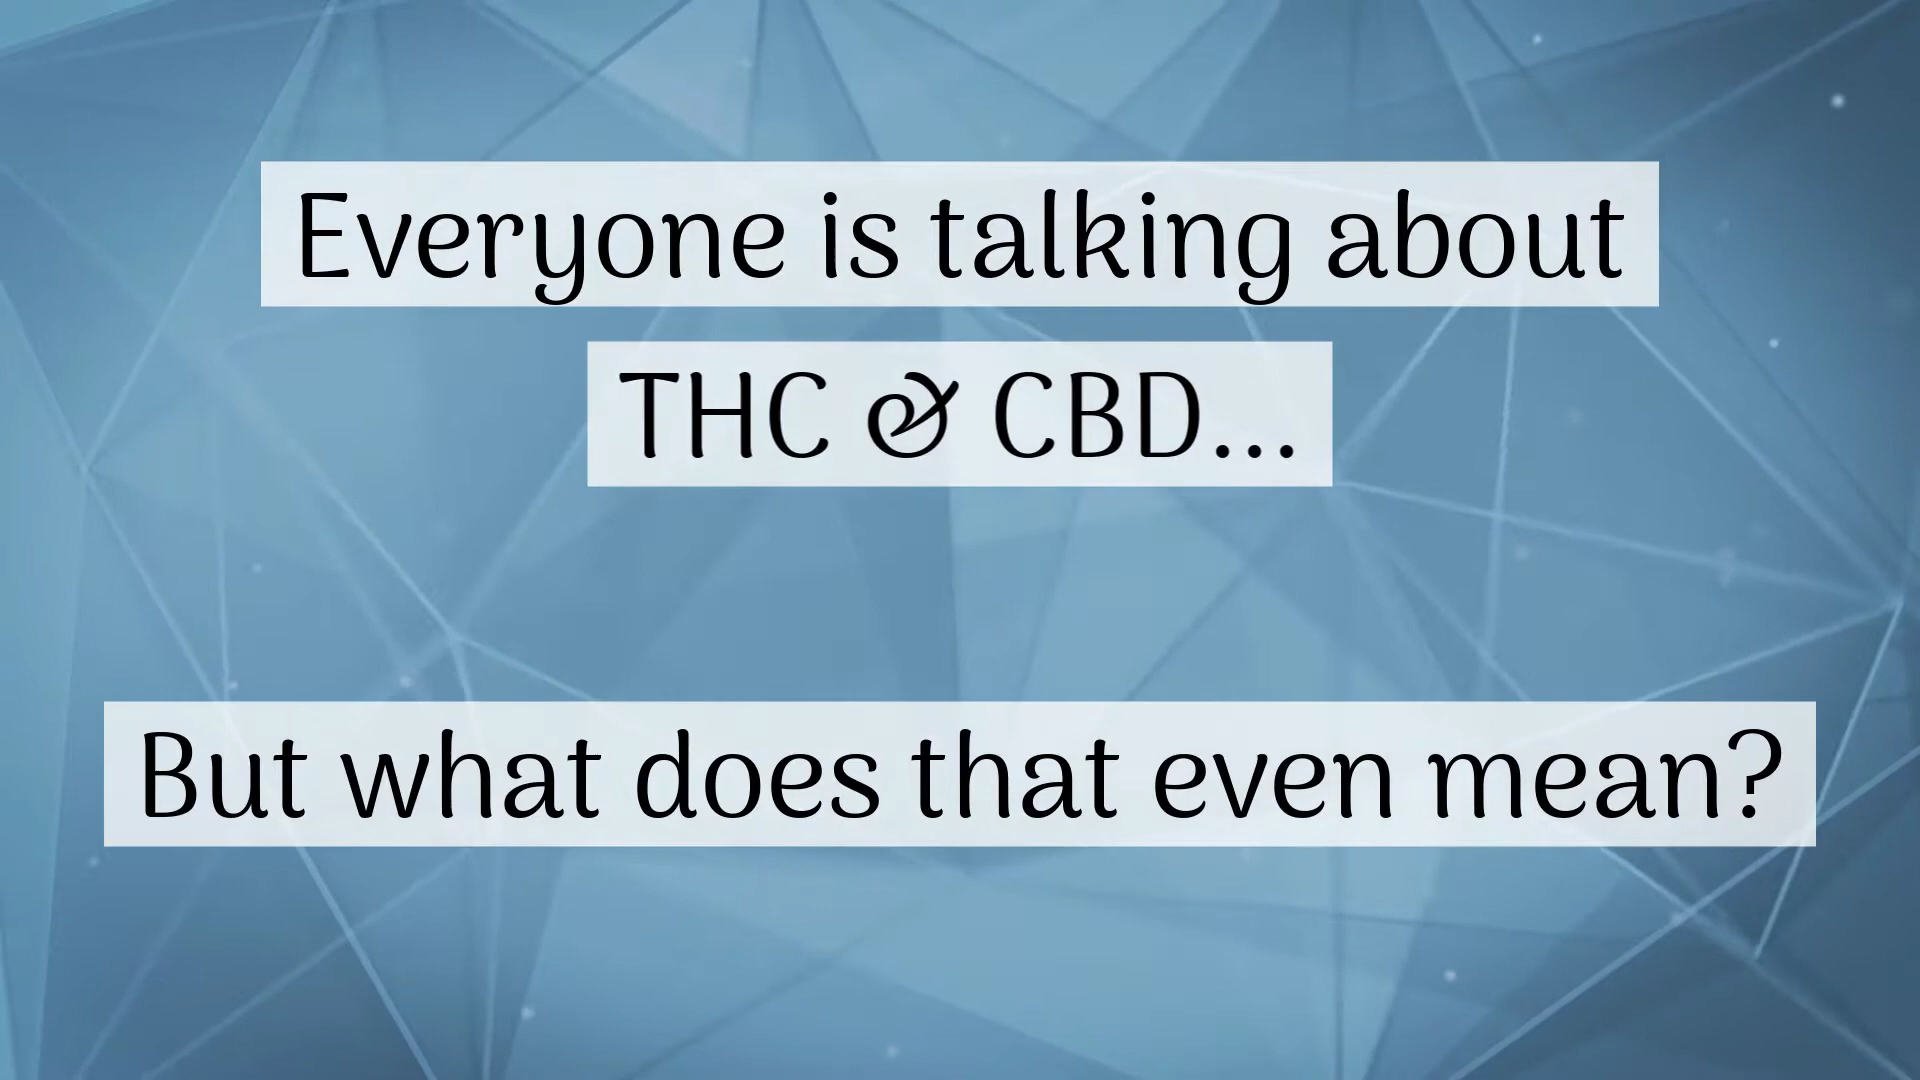 Everyone is talking about
THC & CBD...
But what does that even mean?